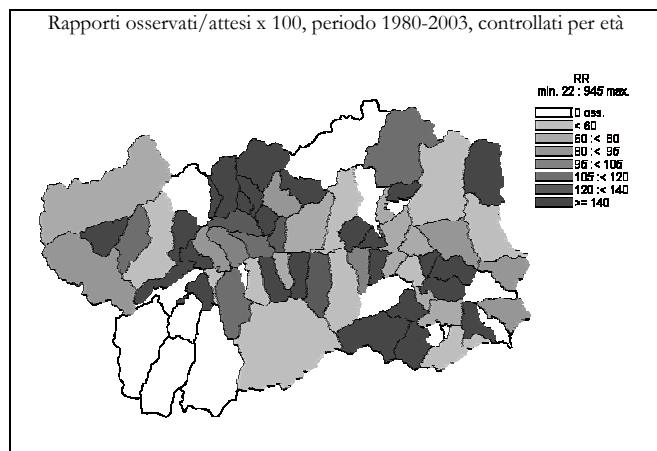 Rapporti osservati/attesi x 100, periodo 1980-2003, controllati per età
RR
min. 22 : 945 max.
0 oss.
< 60
60 :< 80
80 :< 95
95 :< 105
105 :< 120
120 :< 140
>= 140